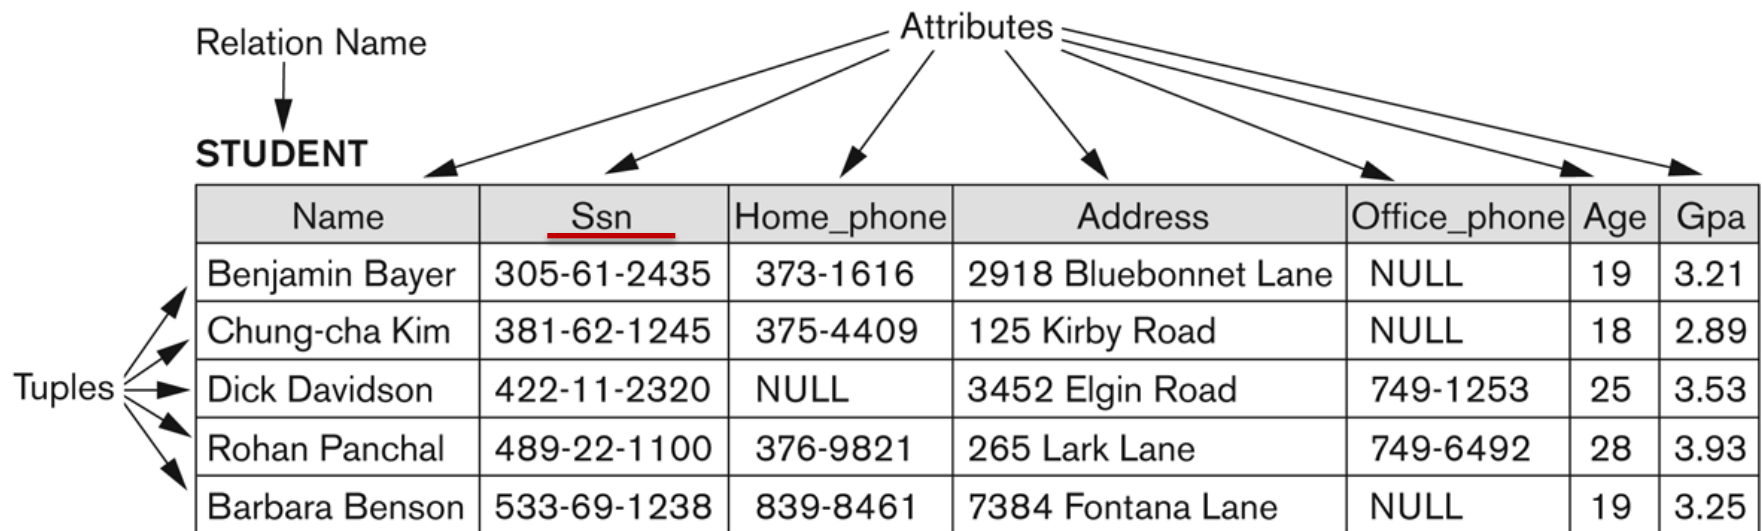 Attributes
Relation Name
STUDENT
Name Ssn Home_phone Address Office_phone Age Gpa
Benjamin Bayer 305-61-2435 373-1616 2918 Bluebonnet Lane NULL 19 3.21
Chung-cha Kim 381-62-1245 375-4409 125 Kirby Road NULL 18 2.89
Tuples
Dick Davidson 422-11-2320 NULL 3452 Elgin Road 749-1253 25 3.53
Rohan Panchal 489-22-1100 376-9821 265 Lark Lane 749-6492 28 3.93
Barbara Benson 533-69-1238 839-8461 7384 Fontana Lane NULL 19 3.25